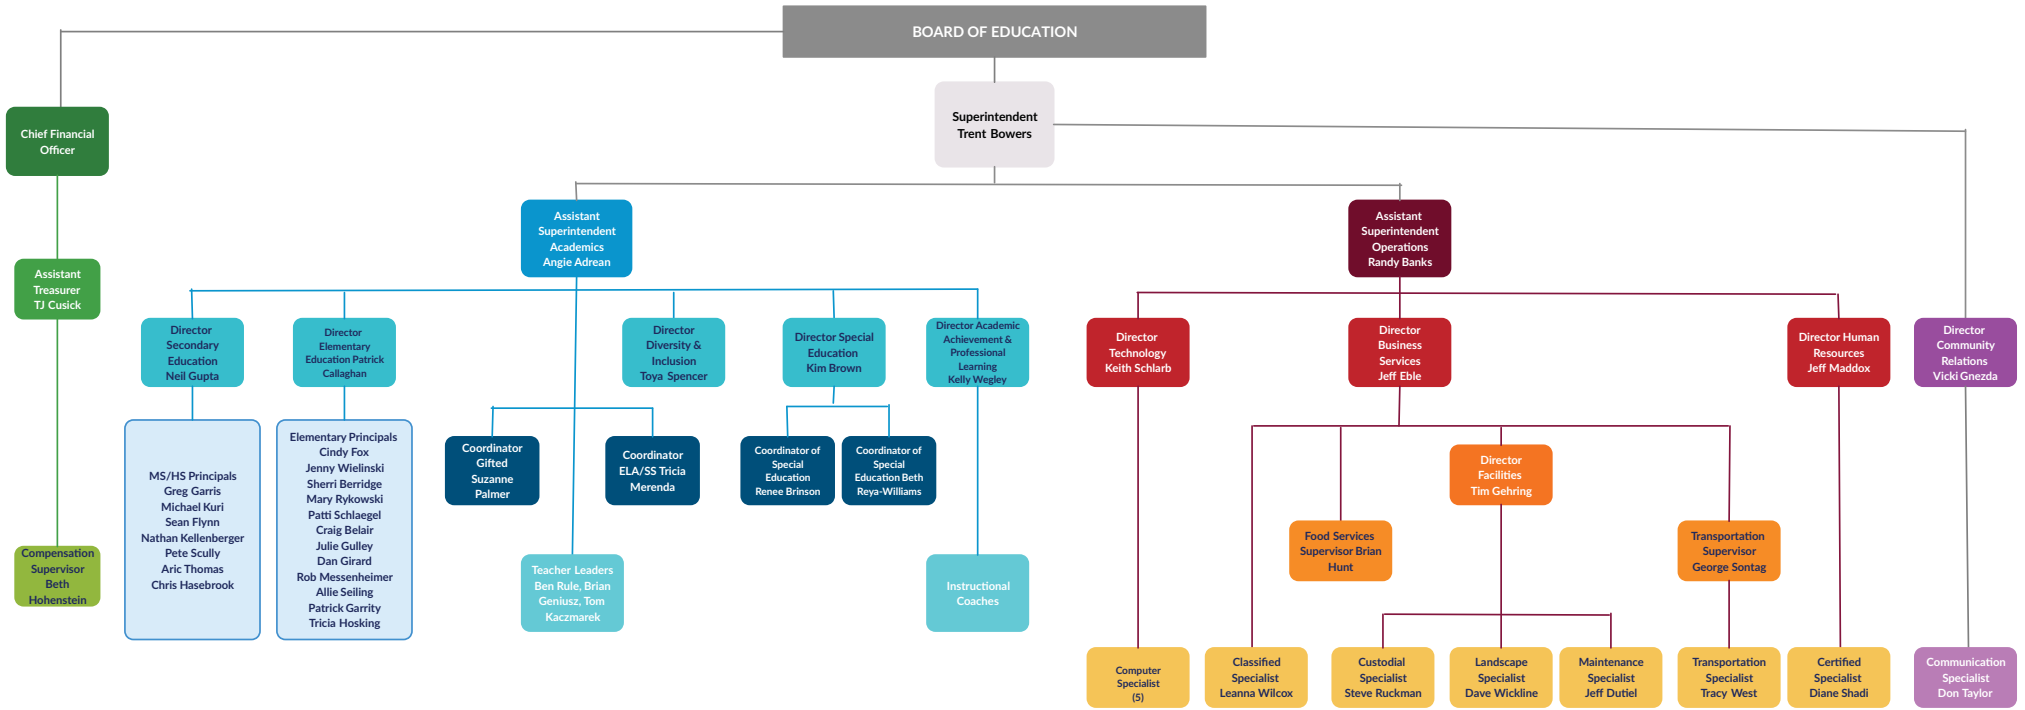 BOARD OF EDUCATION
Superintendent
Trent Bowers
Chief Financial
Officer
Assistant
Superintendent
Academics
Angie Adrean
Assistant
Superintendent
Operations
Randy Banks
Assistant
Treasurer
TJ Cusick
Director
Secondary
Education
Neil Gupta
Director
Elementary
Education Patrick
Callaghan
Director
Diversity &
Inclusion
Toya Spencer
Director Special
Education
Kim Brown
Director Academic
Achievement &
Professional
Learning
Kelly Wegley
Director
Technology
Keith Schlarb
Director
Business
Services
Jeff Eble
Director Human
Resources
Jeff Maddox
Director
Community
Relations
Vicki Gnezda
MS/HS Principals
Greg Garris
Michael Kuri
Sean Flynn
Nathan Kellenberger
Pete Scully
Aric Thomas
Chris Hasebrook
Elementary Principals
Cindy Fox
Jenny Wielinski
Sherri Berridge
Mary Rykowski
Patti Schlaegel
Craig Belair
Julie Gulley
Dan Girard
Rob Messenheimer
Allie Seiling
Patrick Garrity
Tricia Hosking
Coordinator
Gifted
Suzanne
Palmer
Coordinator
ELA/SS Tricia
Merenda
Coordinator of
Special
Education
Renee Brinson
Coordinator of
Special
Education Beth
Reya-Williams
Director
Facilities
Tim Gehring
Food Services
Supervisor Brian
Hunt
Transportation
Supervisor
George Sontag
Compensation
Supervisor
Beth
Hohenstein
Teacher Leaders
Ben Rule, Brian
Geniusz, Tom
Kaczmarek
Instructional
Coaches
Computer
Specialist
(5)
Classified
Specialist
Leanna Wilcox
Custodial
Specialist
Steve Ruckman
Landscape
Specialist
Dave Wickline
Maintenance
Specialist
Jeff Dutiel
Transportation
Specialist
Tracy West
Certified
Specialist
Diane Shadi
Communication
Specialist
Don Taylor